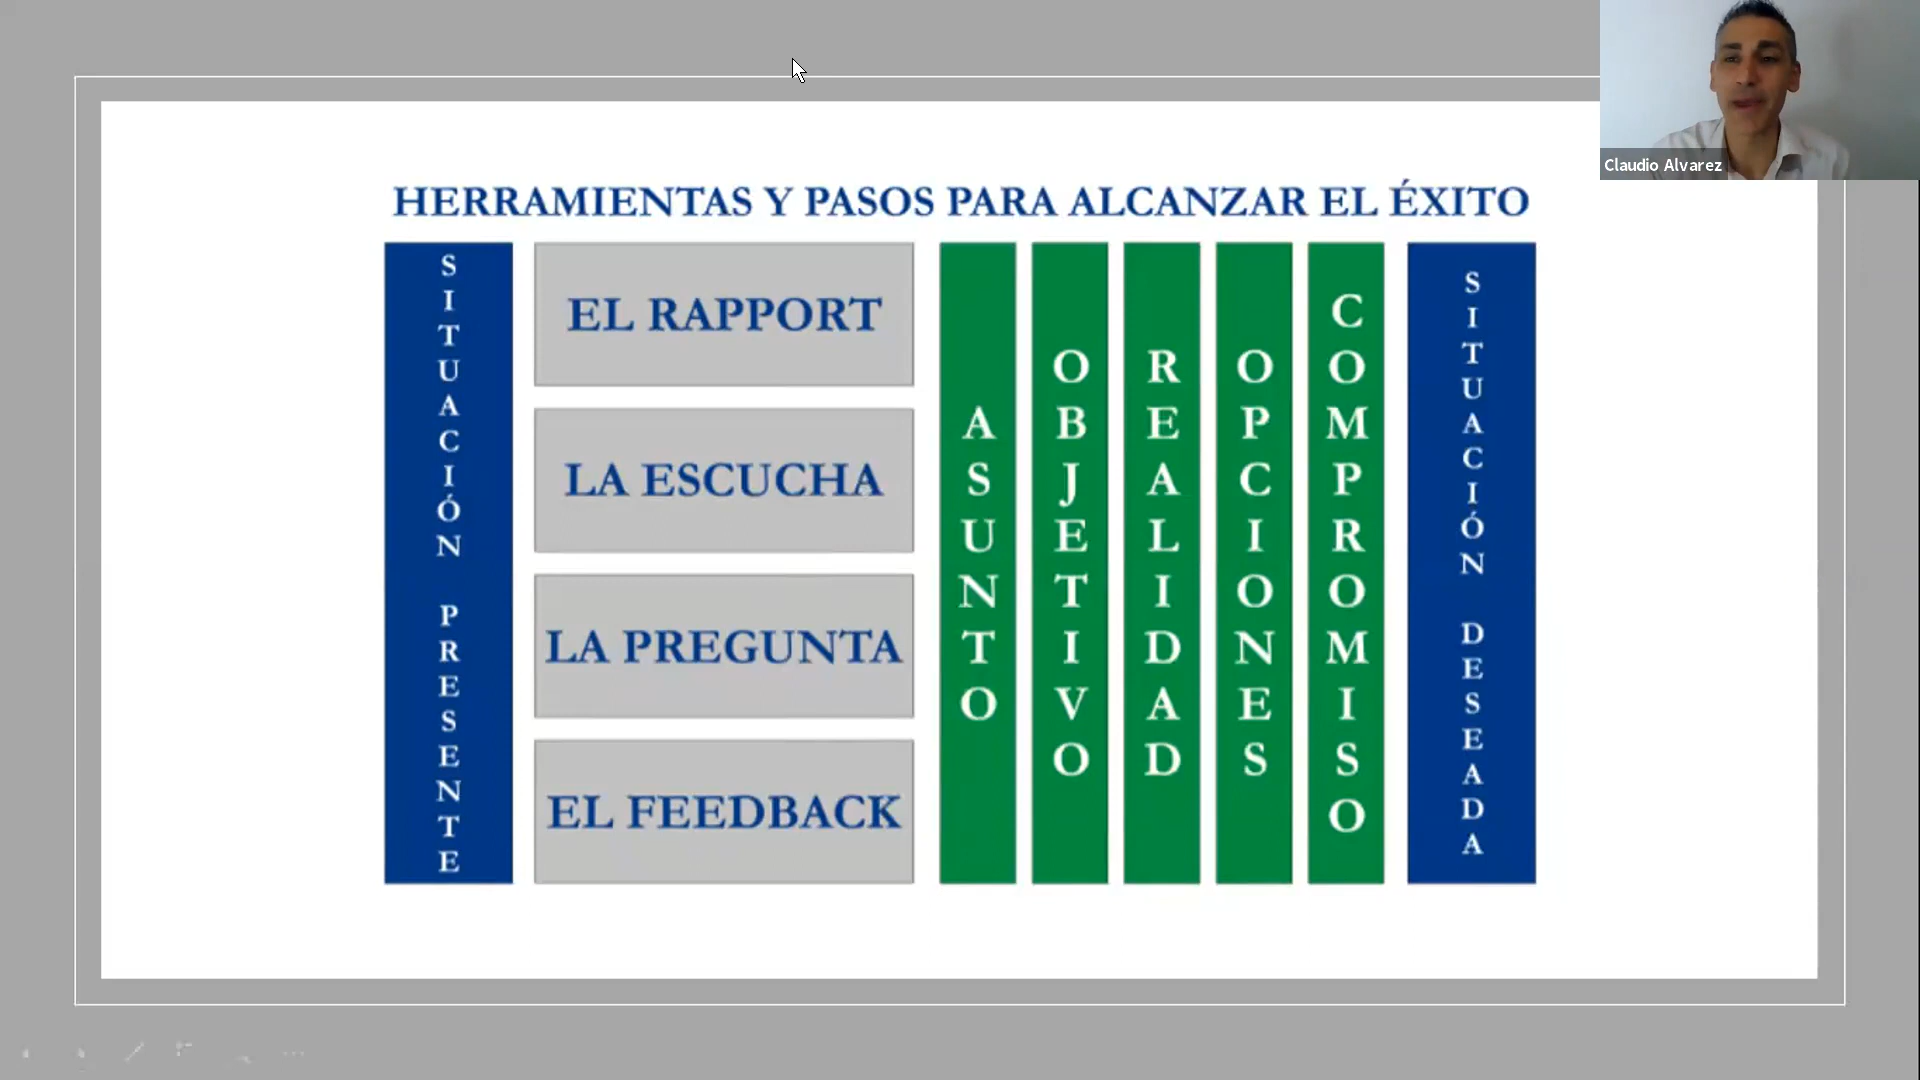 Claudio Alvarez
HERRAMIENTAS Y PASOS PARA ALCANZAR EL ÉXITO
SITUACIÓN PRESENTE
EL RAPPORT
LA ESCUCHA
LA PREGUNTA
EL FEEDBACK
ASUNTO
OBJETIVO
REALIDAD
OPCIONES
COMPROMISO
SITUACIÓN DESEADA